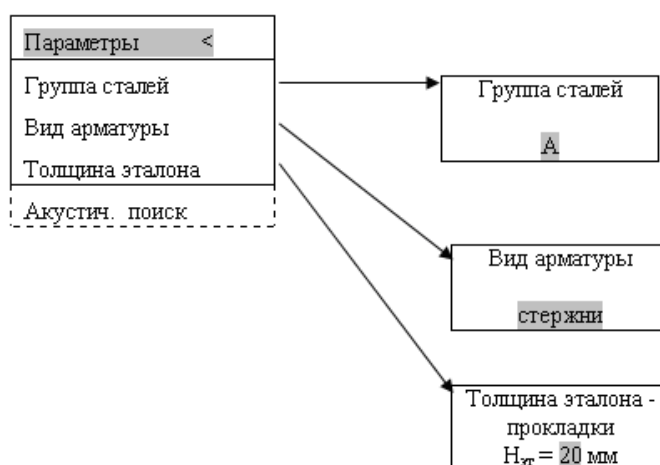 Параметры <
Группа сталей
Вид арматуры
Толщина эталона
Акустич. поиск
Группа сталей
А
Вид арматуры
стержни
Толщина эталона -
прокладки
Нэт = 20 мм